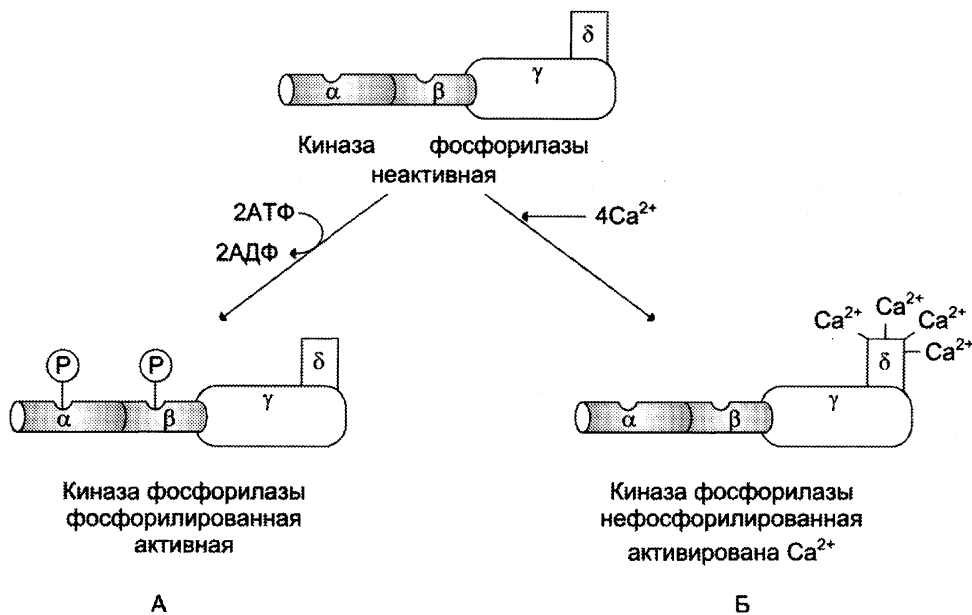 δ
γ
α β
Киназа фосфорилазы
неактивная
2АТФ
2АДФ
4Ca²⁺
P P
δ
γ
α β
Киназа фосфорилазы
фосфорилированная
активная
А
Ca²⁺ Ca²⁺ Ca²⁺
Ca²⁺
δ
γ
α β
Киназа фосфорилазы
нефосфорилированная
активирована Ca²⁺
Б